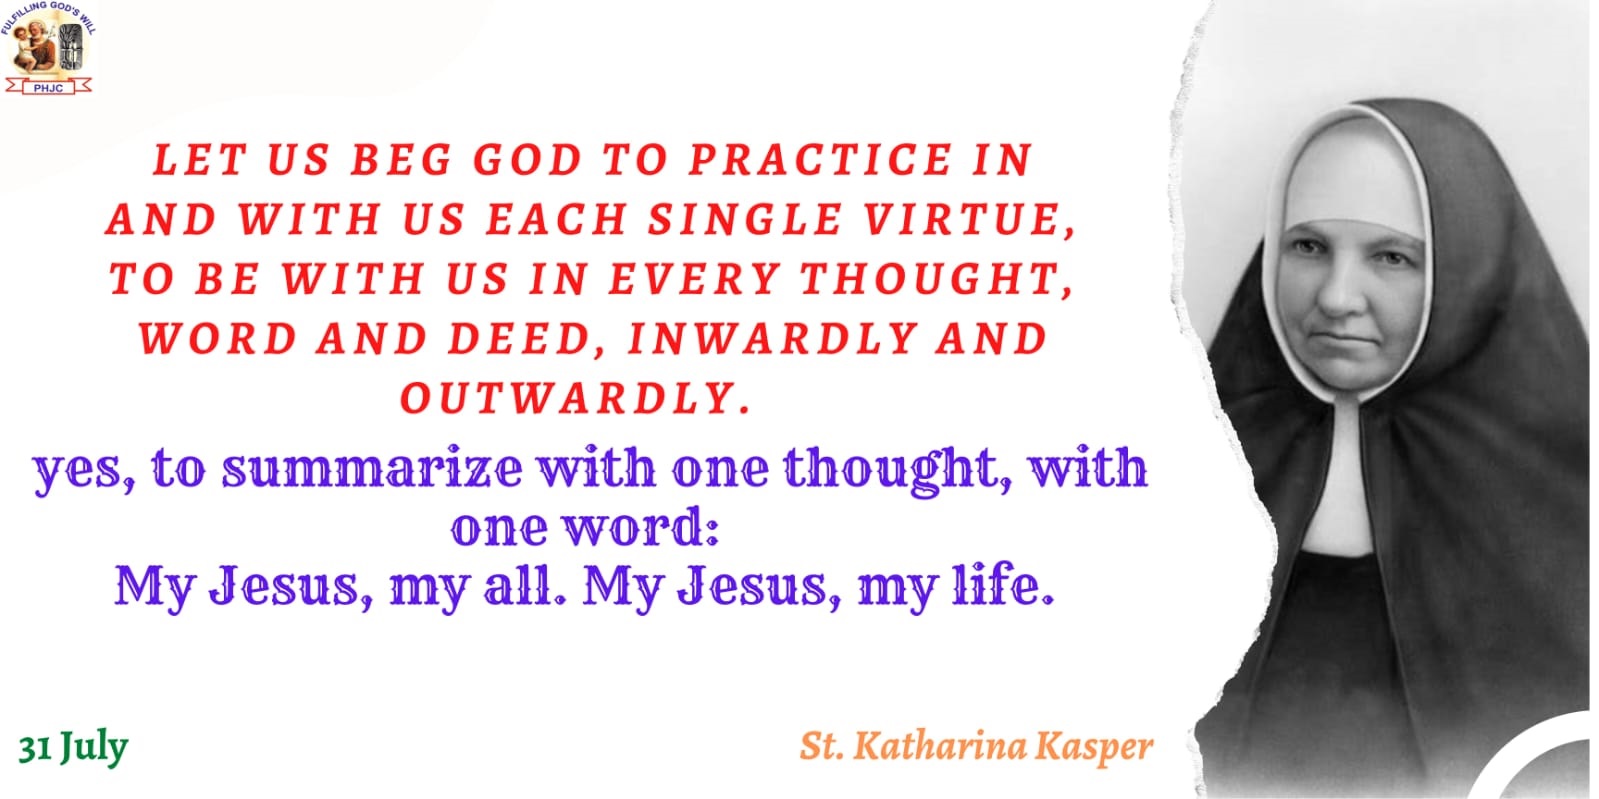 FULFILLING GOD'S WILL
PHJC
LET US BEG GOD TO PRACTICE IN
AND WITH US EACH SINGLE VIRTUE,
TO BE WITH US IN EVERY THOUGHT,
WORD AND DEED, INWARDLY AND
OUTWARDLY.
yes, to summarize with one thought, with
one word:
My Jesus, my all. My Jesus, my life.
31 July
St. Katharina Kasper